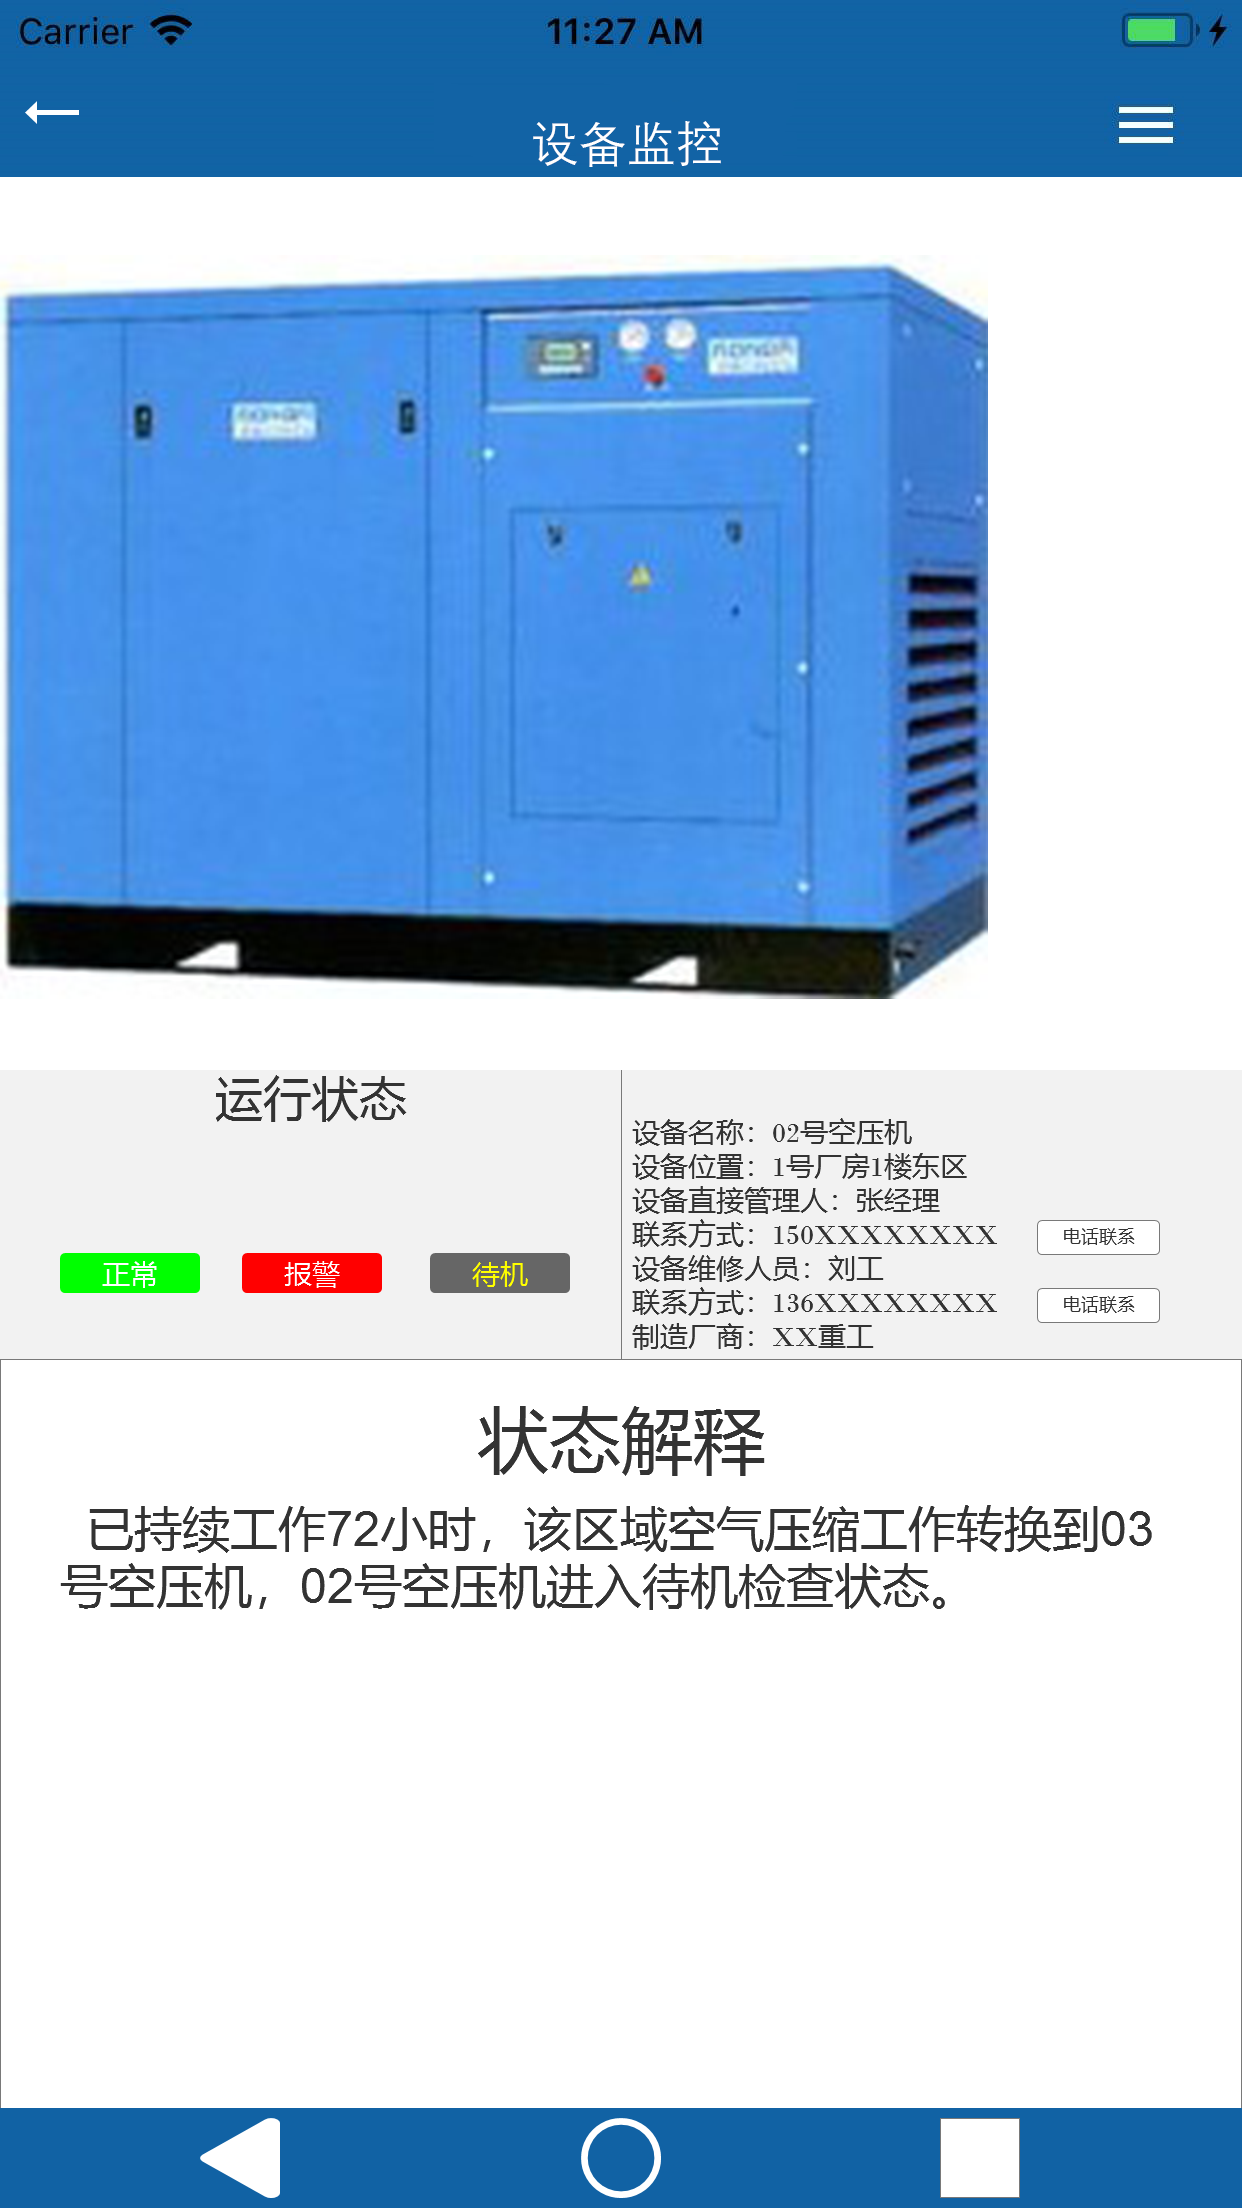 Carrier
11:27 AM
设备监控
运行状态
正常
报警
待机
设备名称：02号空压机
设备位置：1号厂房1楼东区
设备直接管理人：张经理
联系方式：150XXXXXXXX
电话联系
设备维修人员：刘工
联系方式：136XXXXXXXX
电话联系
制造厂商：XX重工
状态解释
已持续工作72小时，该区域空气压缩工作转换到03
号空压机，02号空压机进入待机检查状态。